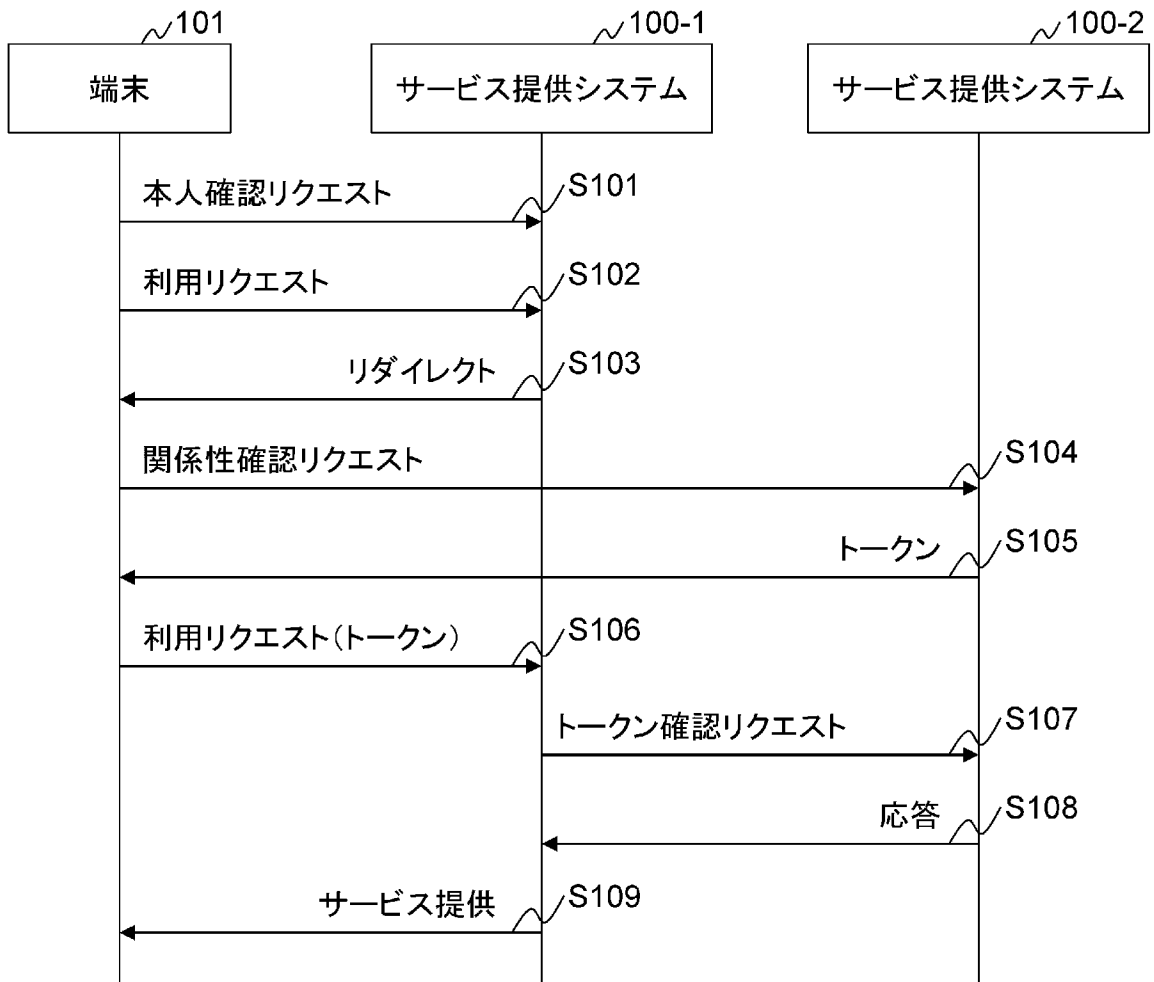 101
100-1
100-2
端末
サービス提供システム
サービス提供システム
本人確認リクエスト
S101
利用リクエスト
S102
リダイレクト
S103
関係性確認リクエスト
S104
トークン
S105
利用リクエスト(トークン)
S106
トークン確認リクエスト
S107
応答
S108
サービス提供
S109